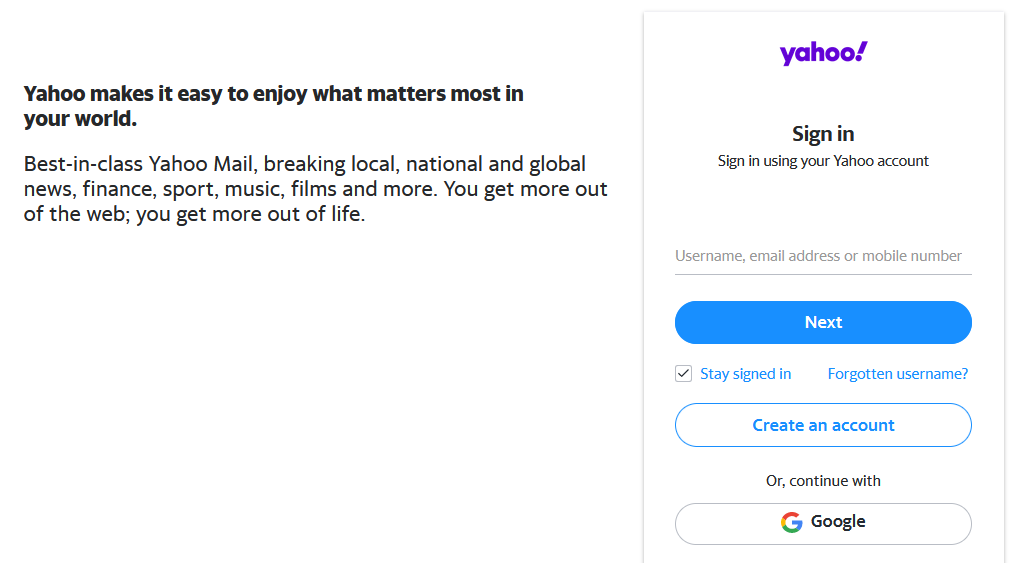 Yahoo makes it easy to enjoy what matters most in
your world.
Best-in-class Yahoo Mail, breaking local, national and global
news, finance, sport, music, films and more. You get more out
of the web; you get more out of life.
yahoo!
Sign in
Sign in using your Yahoo account
Username, email address or mobile number
Next
Stay signed in
Forgotten username?
Create an account
Or, continue with
Google